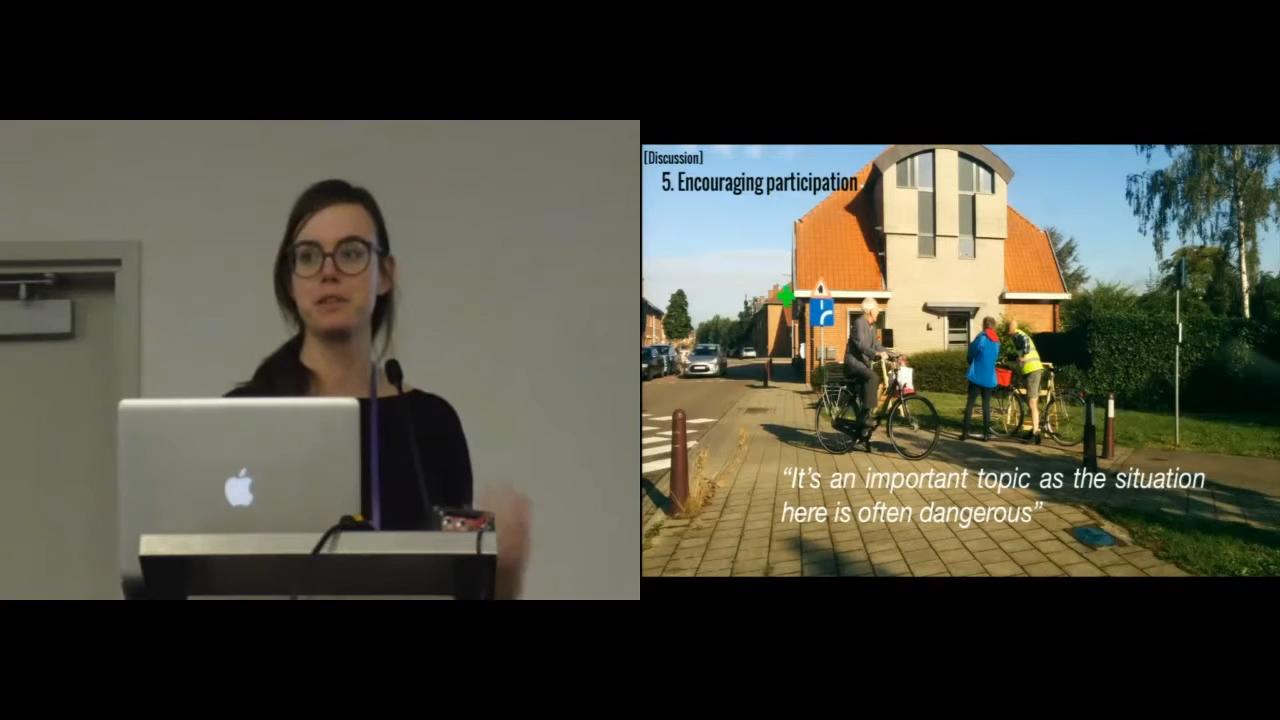 [Discussion]
5. Encouraging participation
“It’s an important topic as the situation
here is often dangerous”